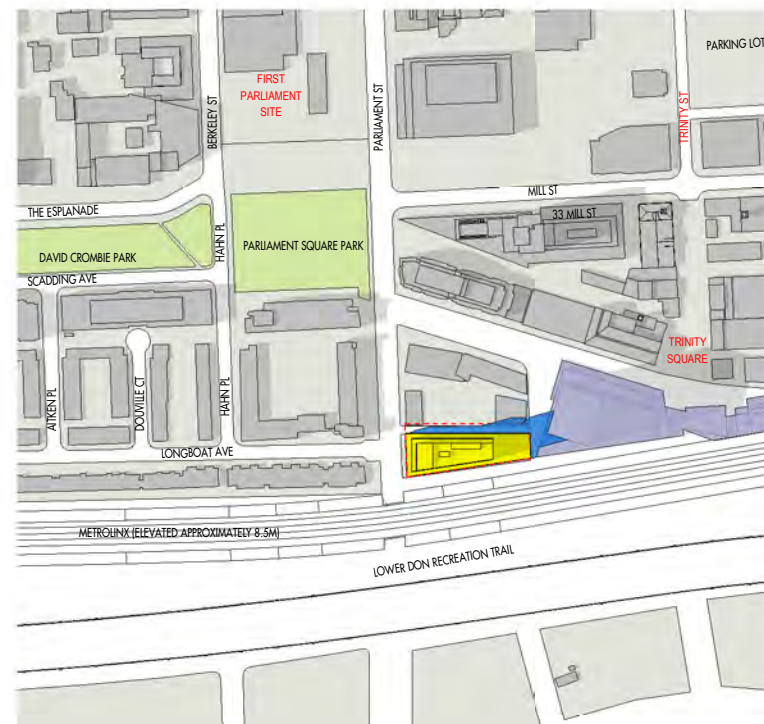 PARKING LOT
FIRST
PARLIAMENT
SITE
BERKELEY ST
PARLIAMENT ST
TRINITY ST
MILL ST
THE ESPLANADE
33 MILL ST
HAHN PL
PARLIAMENT SQUARE PARK
DAVID CROMBIE PARK
SCADDING AVE
TRINITY
SQUARE
AITKEN PL
DOUVILLE CT
HAHN PL
LONGBOAT AVE
METROLINX (ELEVATED APPROXIMATELY 8.5M)
LOWER DON RECREATION TRAIL